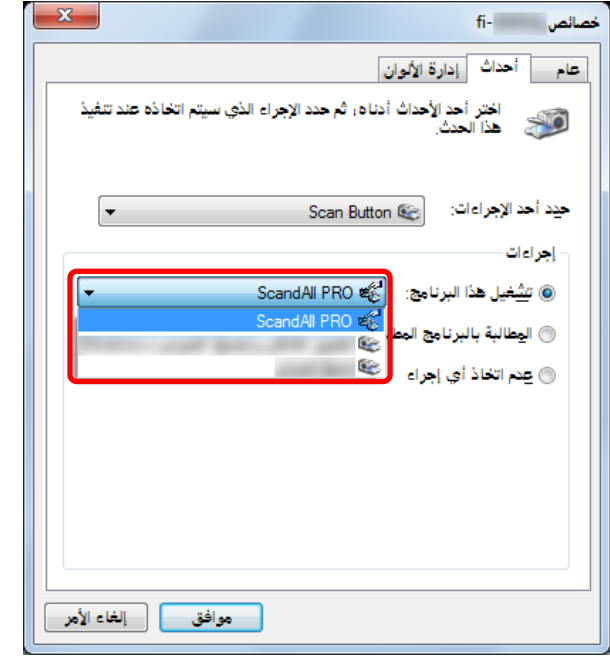 خصائص fi-
عام
أحداث
إدارة الألوان
اختر أحد الأحداث أدناه، ثم حدد الإجراء الذي سيتم اتخاذه عند تنفيذ
هذا الحدث.
حدِد أحد الإجراءات:
Scan Button
إجراءات
تشغيل هذا البرنامج:
ScandAll PRO
ScandAll PRO
المطالبة بالبرنامج
عدم اتخاذ أي إجراء
موافق
إلغاء الأمر